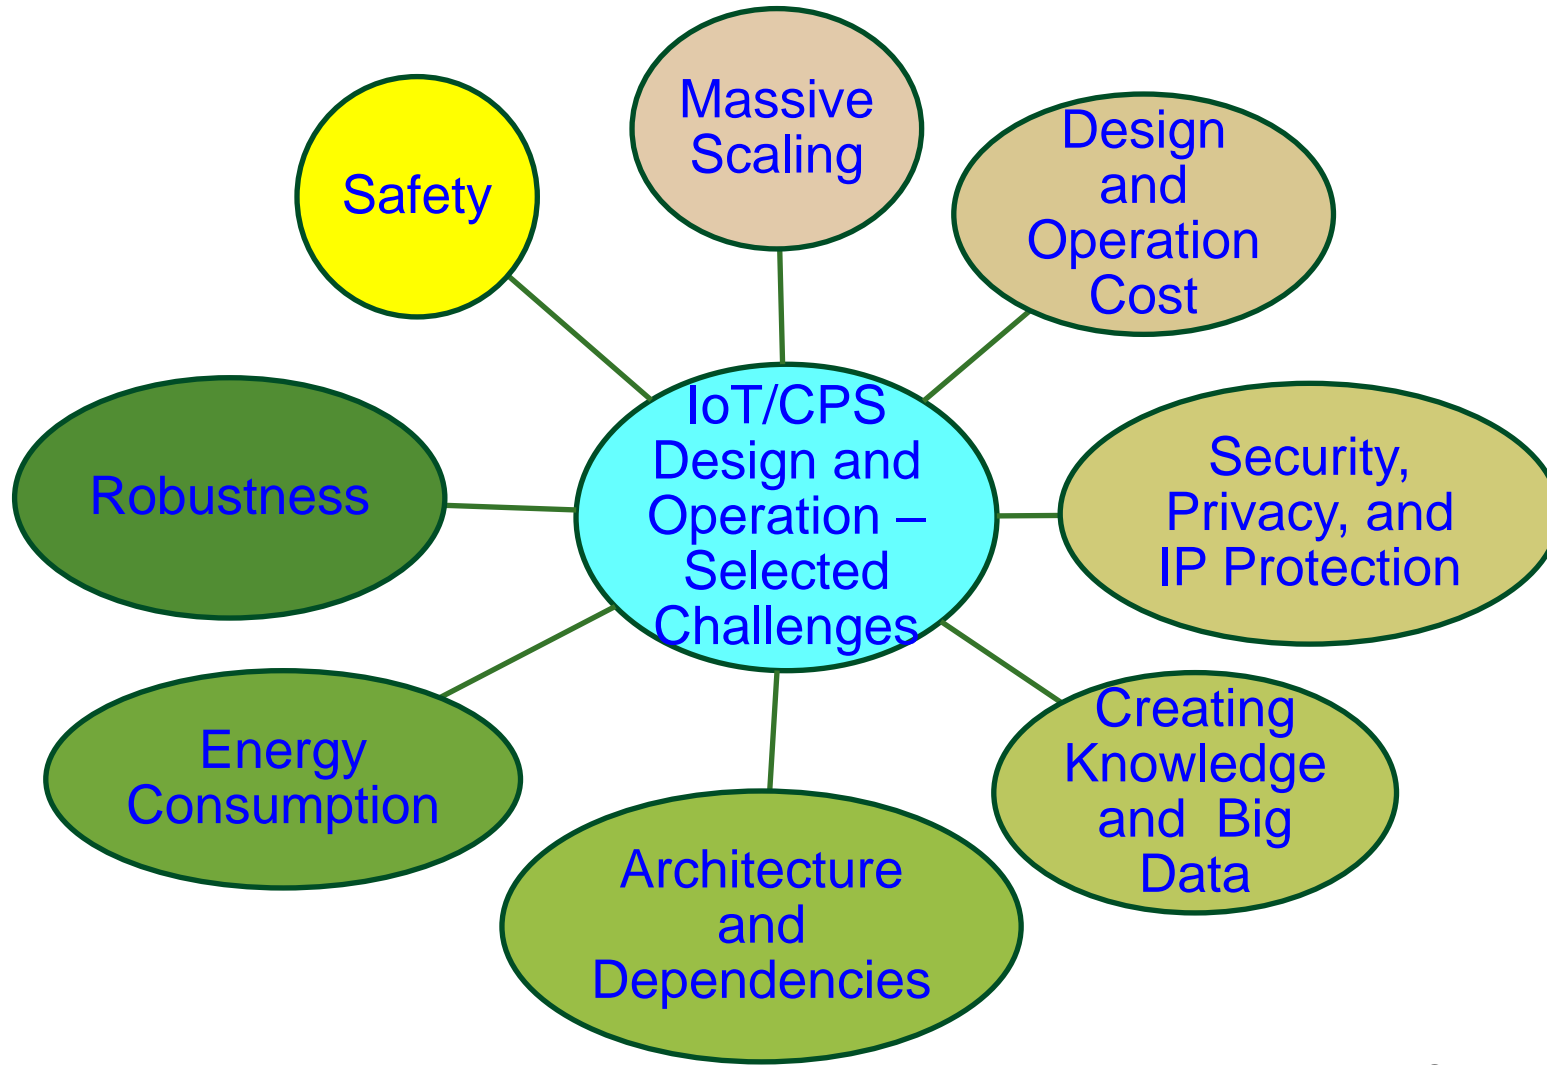 Massive
Scaling
Design
and
Operation
Cost
Safety
IoT/CPS
Design and
Operation –
Selected
Challenges
Security,
Privacy, and
IP Protection
Robustness
Creating
Knowledge
and  Big
Data
Energy
Consumption
Architecture
and
Dependencies